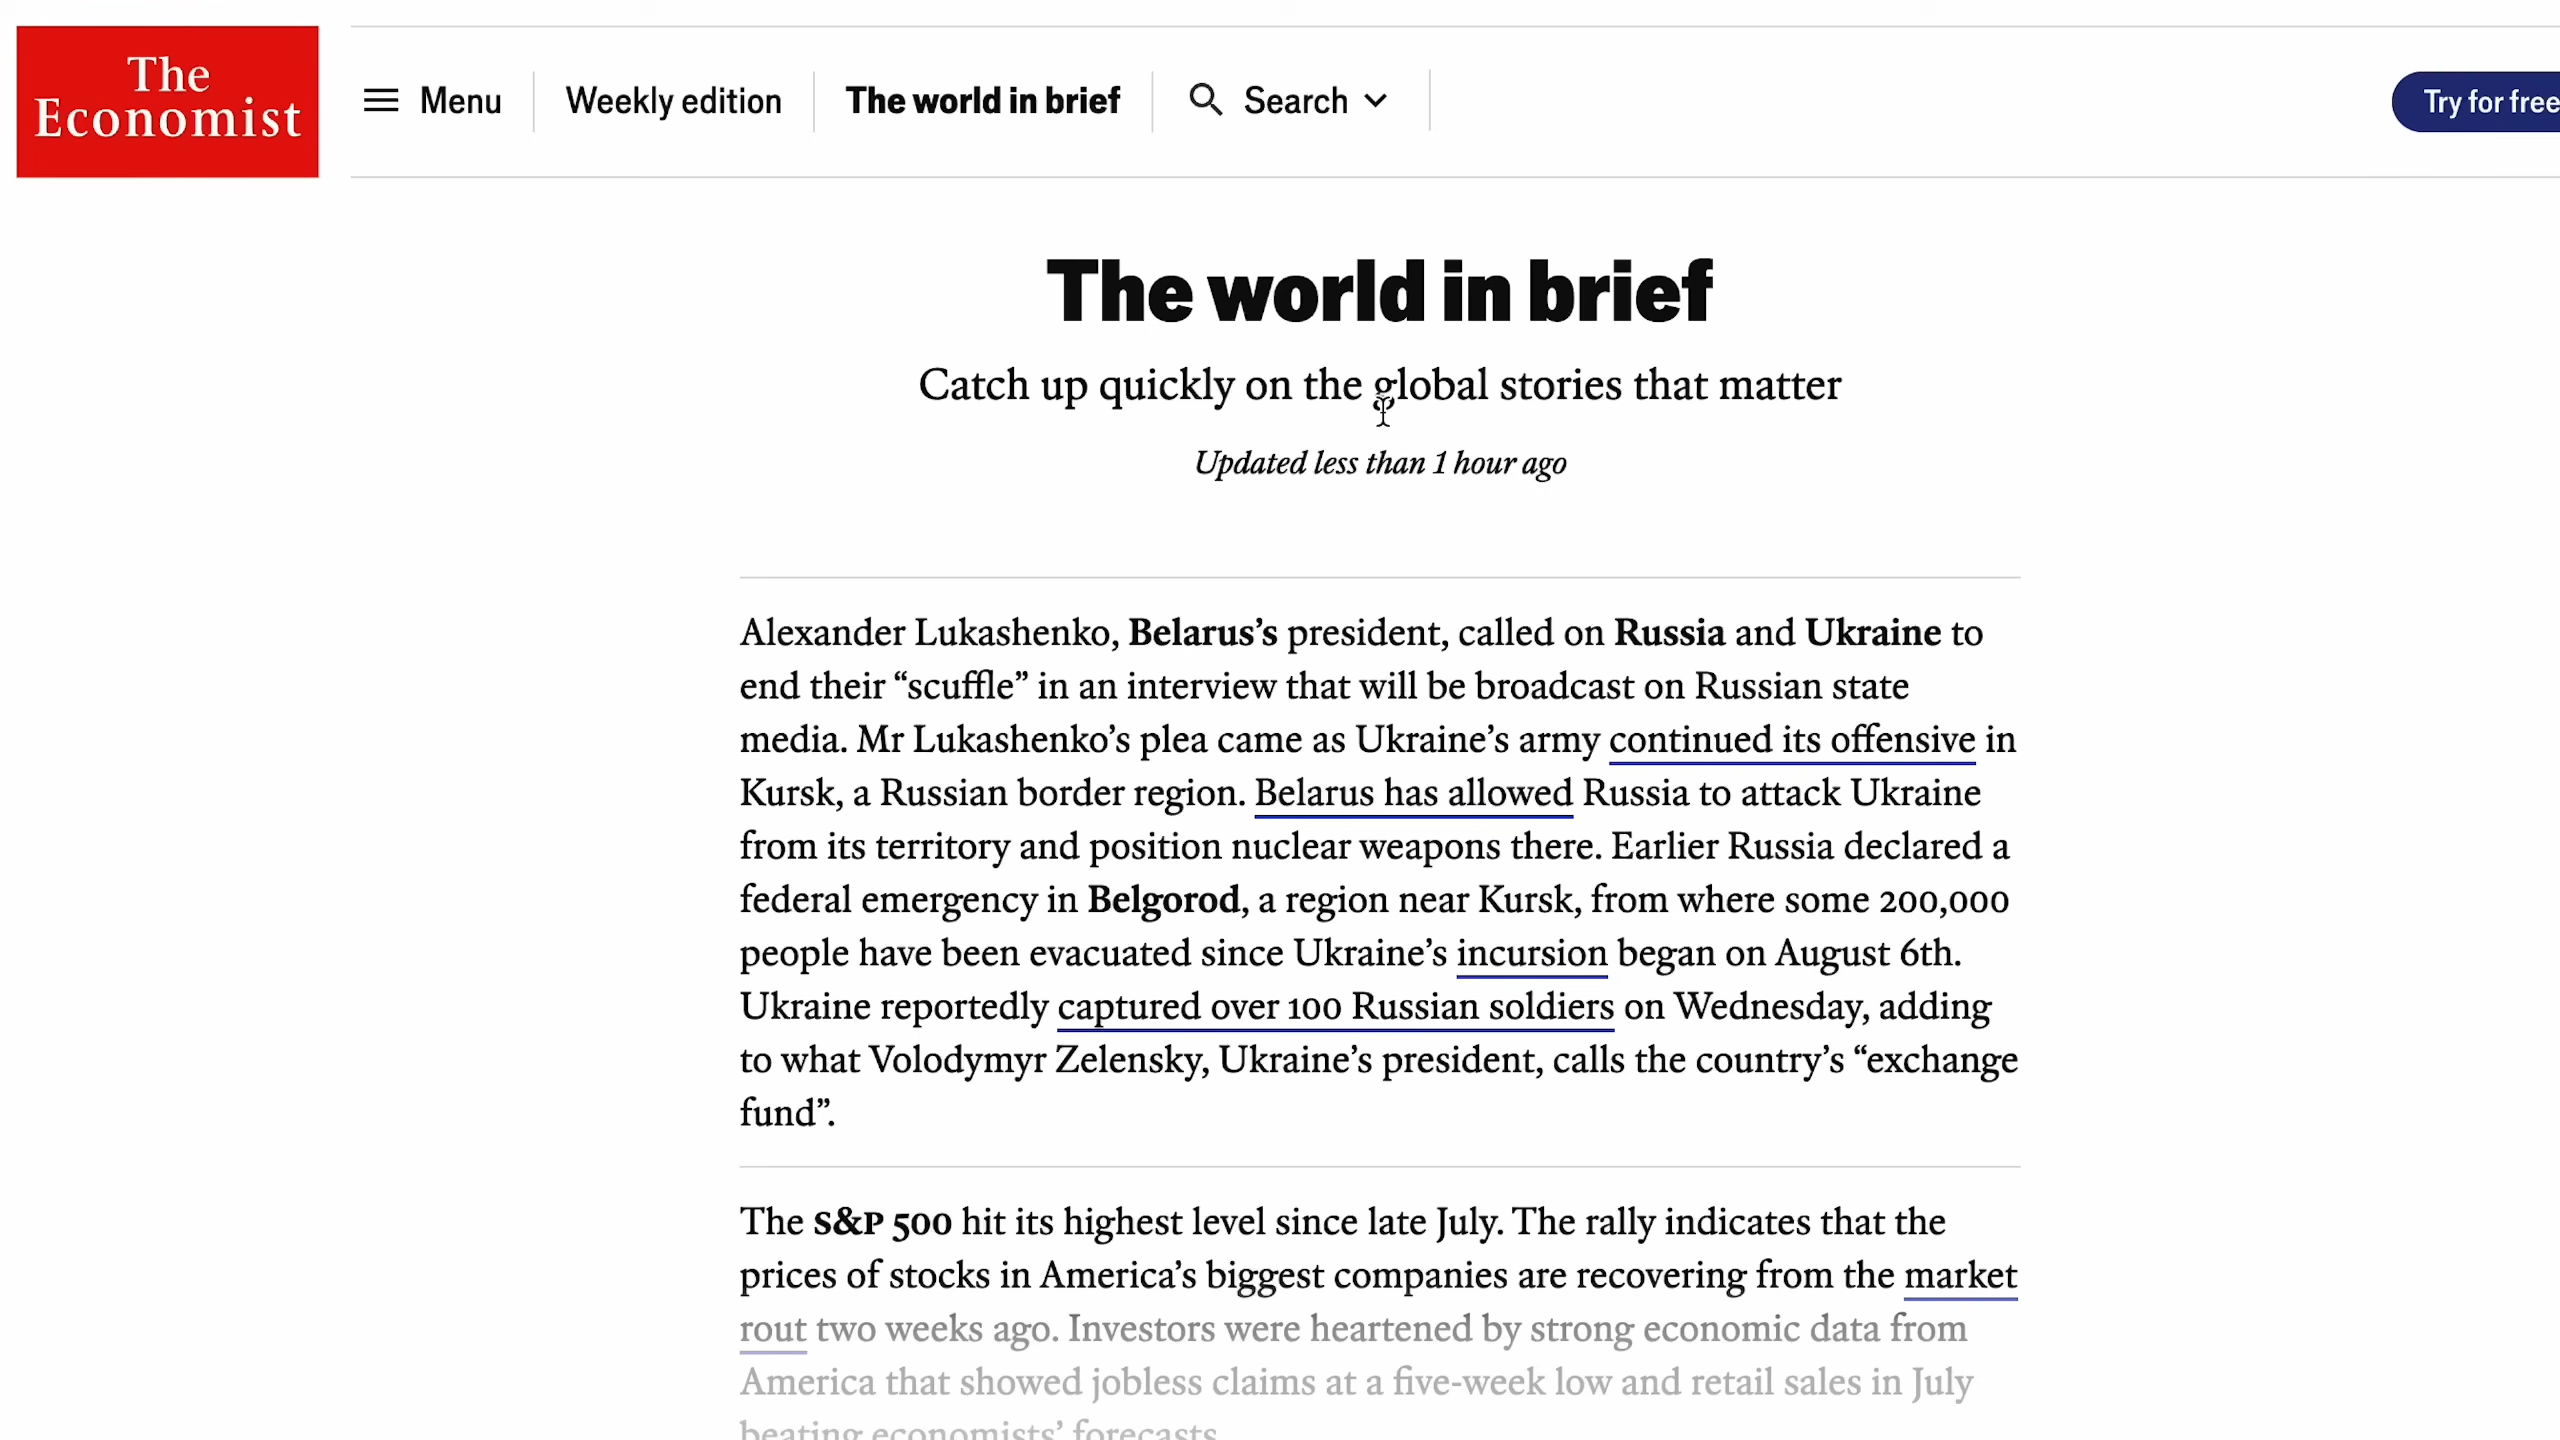 The
Economist
Menu
Weekly edition
The world in brief
Search
Try for free
The world in brief
Catch up quickly on the global stories that matter
Updated less than 1 hour ago
Alexander Lukashenko, Belarus’s president, called on Russia and Ukraine to
end their “scuffle” in an interview that will be broadcast on Russian state
media. Mr Lukashenko’s plea came as Ukraine’s army continued its offensive in
Kursk, a Russian border region. Belarus has allowed Russia to attack Ukraine
from its territory and position nuclear weapons there. Earlier Russia declared a
federal emergency in Belgorod, a region near Kursk, from where some 200,000
people have been evacuated since Ukraine’s incursion began on August 6th.
Ukraine reportedly captured over 100 Russian soldiers on Wednesday, adding
to what Volodymyr Zelensky, Ukraine’s president, calls the country’s “exchange
fund”.
The S&P 500 hit its highest level since late July. The rally indicates that the
prices of stocks in America’s biggest companies are recovering from the market
rout two weeks ago. Investors were heartened by strong economic data from
America that showed jobless claims at a five-week low and retail sales in July
beating economists’ forecasts